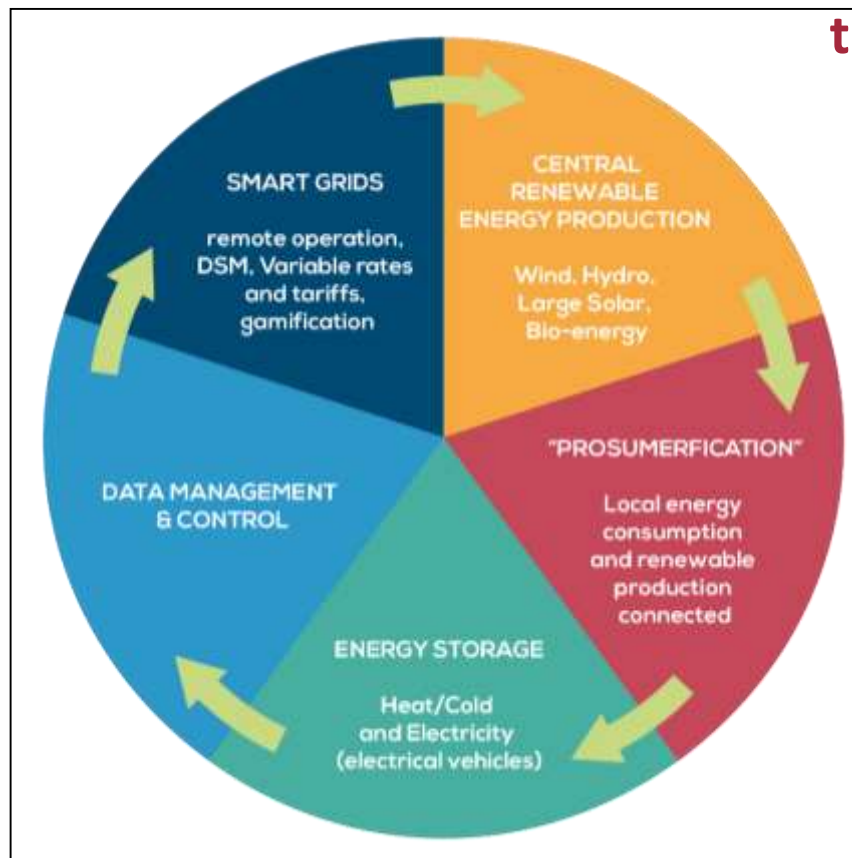 t
SMART GRIDS
remote operation,
DSM, Variable rates
and tariffs,
gamification
CENTRAL
RENEWABLE
ENERGY PRODUCTION
Wind, Hydro,
Large Solar,
Bio-energy
"PROSUMERFICATION"
Local energy
consumption
and renewable
production
connected
ENERGY STORAGE
Heat/Cold
and Electricity
(electrical vehicles)
DATA MANAGEMENT
& CONTROL